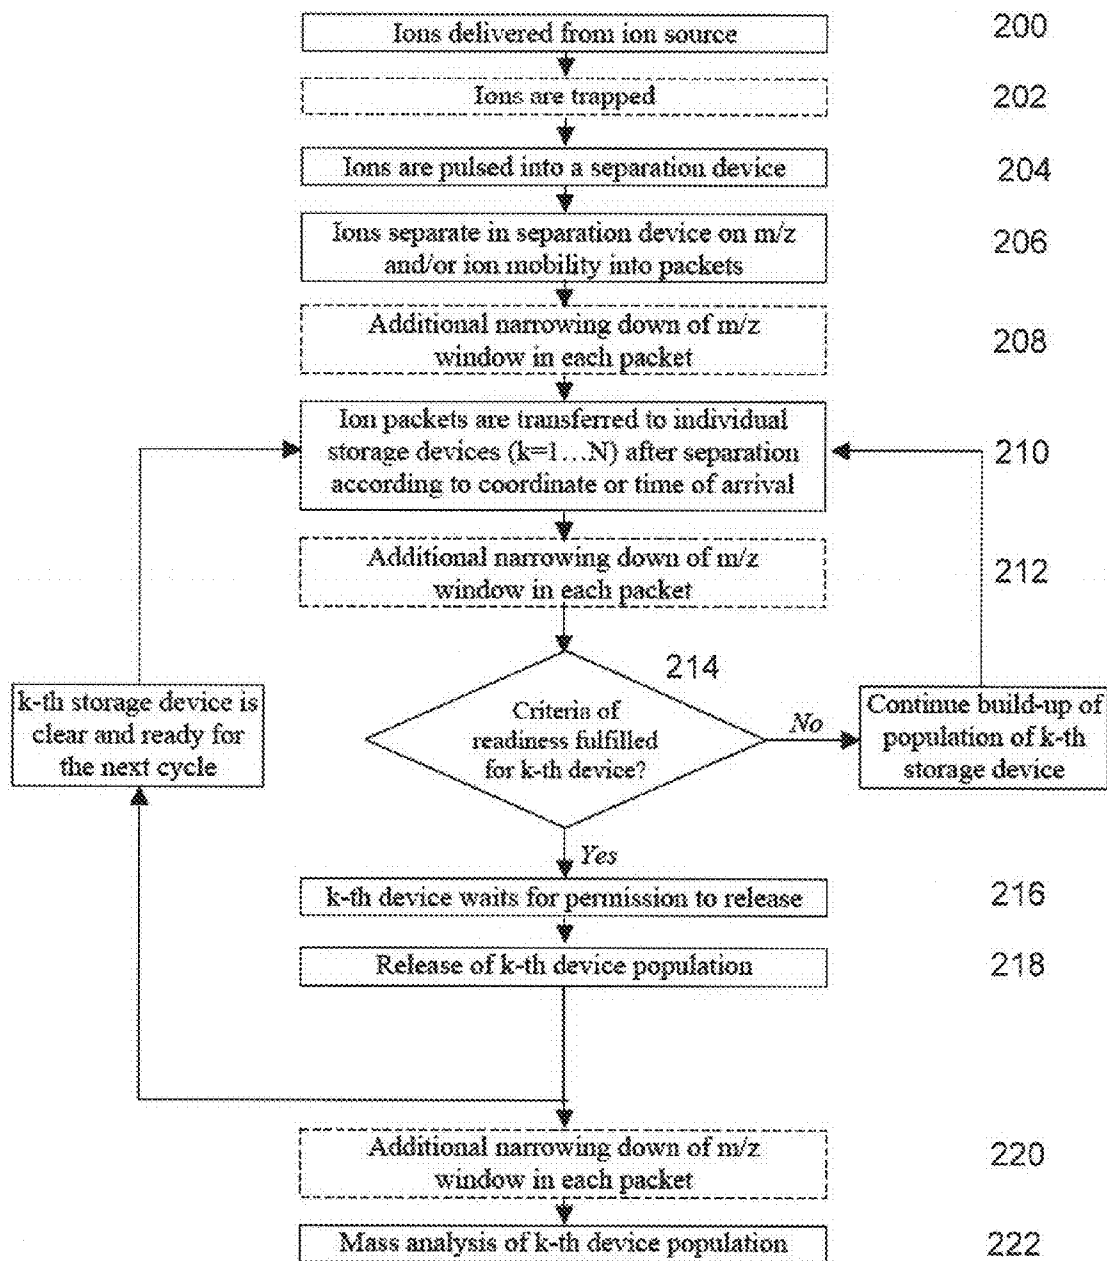 Ions delivered from ion source
200
Ions are trapped
202
Ions are pulsed into a separation device
204
Ions separate in separation device on m/z
and/or ion mobility into packets
206
Additional narrowing down of m/z
window in each packet
208
Ion packets are transferred to individual
storage devices (k=1…N) after separation
according to coordinate or time of arrival
210
Additional narrowing down of m/z
window in each packet
212
214
k-th storage device is
clear and ready for
the next cycle
Criteria of
readiness fulfilled
for k-th device?
No
Continue build-up of
population of k-th
storage device
Yes
k-th device waits for permission to release
216
Release of k-th device population
218
Additional narrowing down of m/z
window in each packet
220
Mass analysis of k-th device population
222